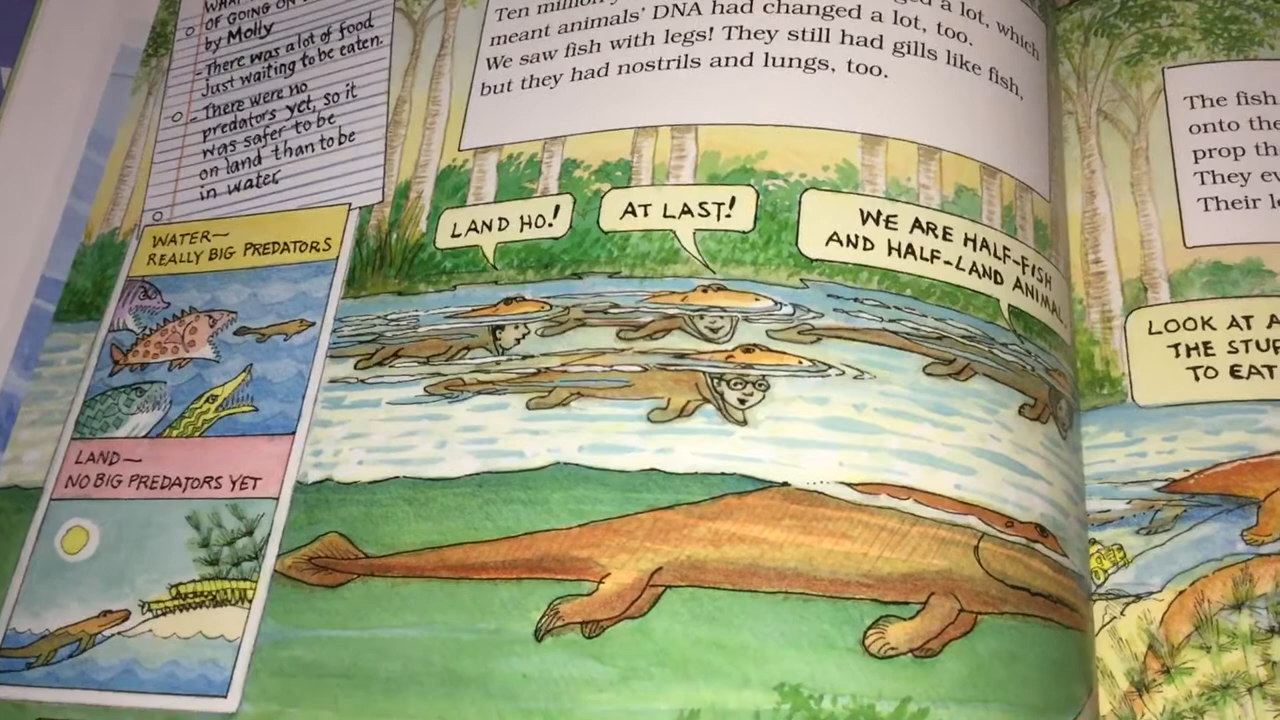 OF GOING ON
by Molly
- There was a lot of food
just waiting to be eaten.
- There were no
predators yet, so it
was safer to be
on land than to be
in water
WATER—
REALLY BIG PREDATORS
LAND—
NO BIG PREDATORS YET
Ten million a lot, which
meant animals' DNA had changed a lot, too.
We saw fish with legs! They still had gills like fish,
but they had nostrils and lungs, too.
LAND HO!
AT LAST!
WE ARE HALF-FISH
AND HALF-LAND ANIMAL
The fish
onto the
prop
They
Their
LOOK AT
THE
TO EAT